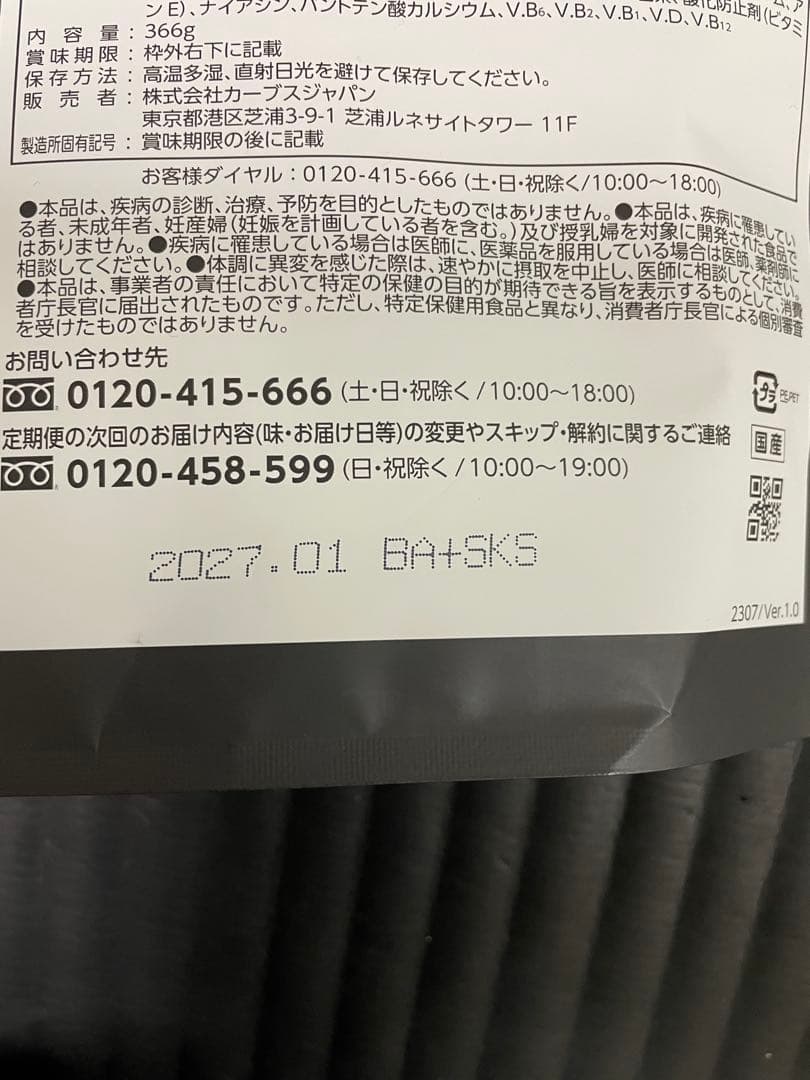 酸化防止剤(ビタミ
ンE)、ナイアシン、パントテン酸カルシウム、V.B6、V.B2、V.B1、V.D、V.B12
内容量：366g
賞味期限：枠外右下に記載
保存方法：高温多湿、直射日光を避けて保存してください。
販売者：株式会社カーブスジャパン
東京都港区芝浦3-9-1 芝浦ルネサイトタワー 11F
製造所固有記号：賞味期限の後に記載
お客様ダイヤル：0120-415-666 (土・日・祝除く/10:00〜18:00)
●本品は、疾病の診断、治療、予防を目的としたものではありません。●本品は、疾病に罹患してい
る者、未成年者、妊産婦(妊娠を計画している者を含む。)及び授乳婦を対象に開発された食品で
はありません。●疾病に罹患している場合は医師に、医薬品を服用している場合は医師、薬剤師に
相談してください。●体調に異変を感じた際は、速やかに摂取を中止し、医師に相談してください。
●本品は、事業者の責任において特定の保健の目的が期待できる旨を表示するものとして、消費
者庁長官に届出されたものです。ただし、特定保健用食品と異なり、消費者庁長官による個別審査
を受けたものではありません。
お問い合わせ先
0120-415-666 (土・日・祝除く/10:00〜18:00)
プラ PE,PET
定期便の次回のお届け内容(味・お届け日等)の変更やスキップ・解約に関するご連絡
国産
0120-458-599 (日・祝除く/10:00〜19:00)
2027.01 BA+SKS
2307/Ver.1.0